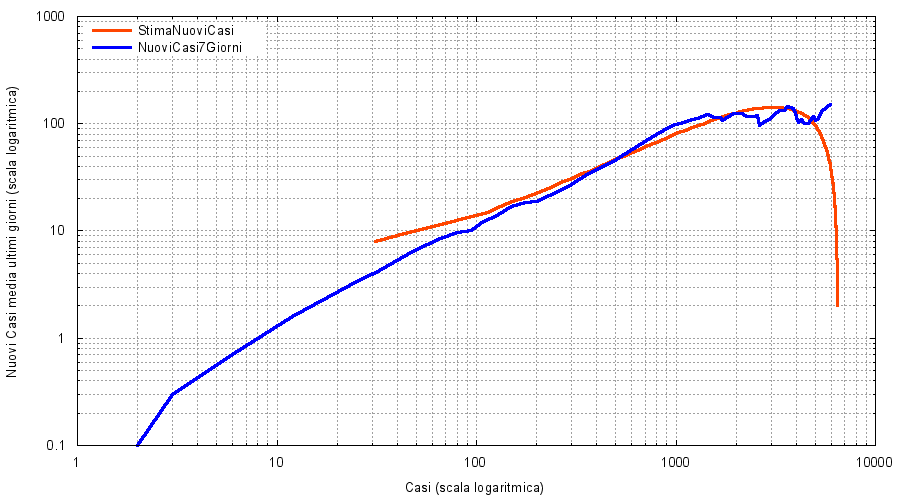 1000
StimaNuoviCasi
NuoviCasi7Giorni
100
10
1
0.1
Nuovi Casi media ultimi giorni (scala logaritmica)
1
10
100
1000
10000
Casi (scala logaritmica)